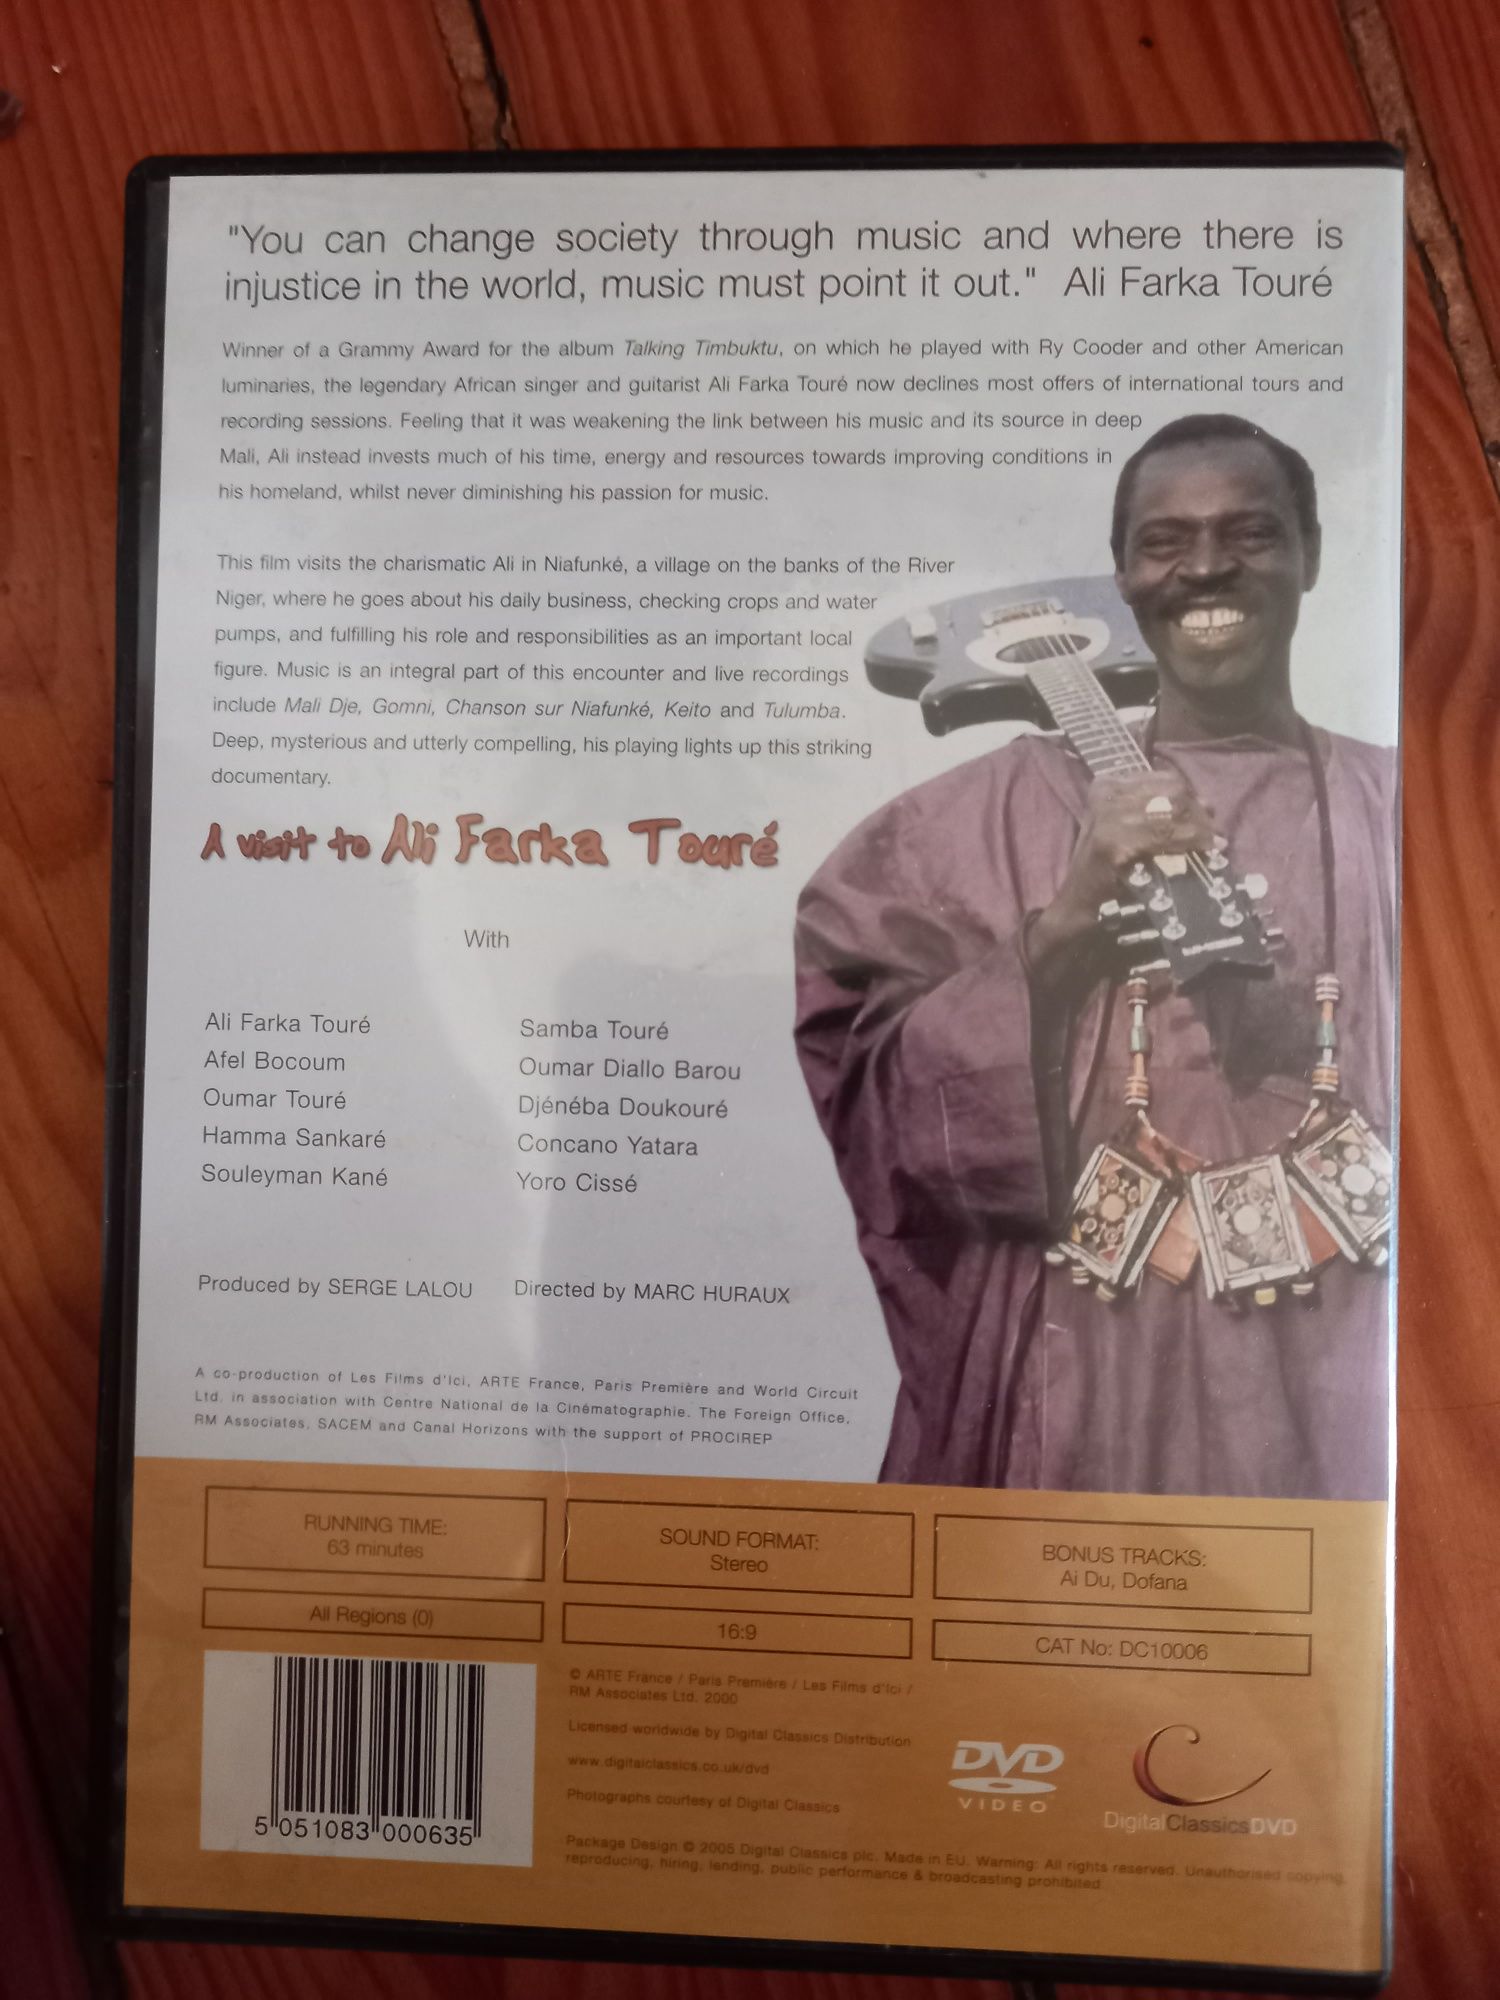 "You can change society through music and where there is
injustice in the world, music must point it out." Ali Farka Touré
Winner of a Grammy Award for the album Talking Timbuktu, on which he played with Ry Cooder and other American
luminaries, the legendary African singer and guitarist Ali Farka Touré now declines most offers of international tours and
recording sessions. Feeling that it was weakening the link between his music and its source in deep
Mali, Ali instead invests much of his time, energy and resources towards improving conditions in
his homeland, whilst never diminishing his passion for music.
This film visits the charismatic Ali in Niafunké, a village on the banks of the River
Niger, where he goes about his daily business, checking crops and water
pumps, and fulfilling his role and responsibilities as an important local
figure. Music is an integral part of this encounter and live recordings
include Mali Dje, Gomni, Chanson sur Niafunké, Keito and Tulumba.
Deep, mysterious and utterly compelling, his playing lights up this striking
documentary.
A visit to Ali Farka Touré
With
Ali Farka Touré
Afel Bocoum
Oumar Touré
Hamma Sankaré
Souleyman Kané
Samba Touré
Oumar Diallo Barou
Djénéba Doukouré
Concano Yatara
Yoro Cissé
Produced by SERGE LALOU Directed by MARC HURAUX
A co-production of Les Films d'Ici, ARTE France, Paris Première and World Circuit
Ltd. in association with Centre National de la Cinématographie. The Foreign Office,
RM Associates, SACEM and Canal Horizons with the support of PROCIREP
RUNNING TIME:
63 minutes
SOUND FORMAT:
Stereo
BONUS TRACKS:
Ai Du, Dofana
All Regions (0)
16:9
CAT No: DC10006
© ARTE France / Paris Première / Les Films d'Ici /
RM Associates Ltd. 2000
Licensed worldwide by Digital Classics Distribution
www.digitalclassics.co.uk/dvd
Photographs courtesy of Digital Classics
DVD
VIDEO
DigitalClassicsDVD
5 051083 000635
Package Design © 2005 Digital Classics plc. Made in EU. Warning: All rights reserved. Unauthorised copying,
reproducing, hiring, lending, public performance & broadcasting prohibited